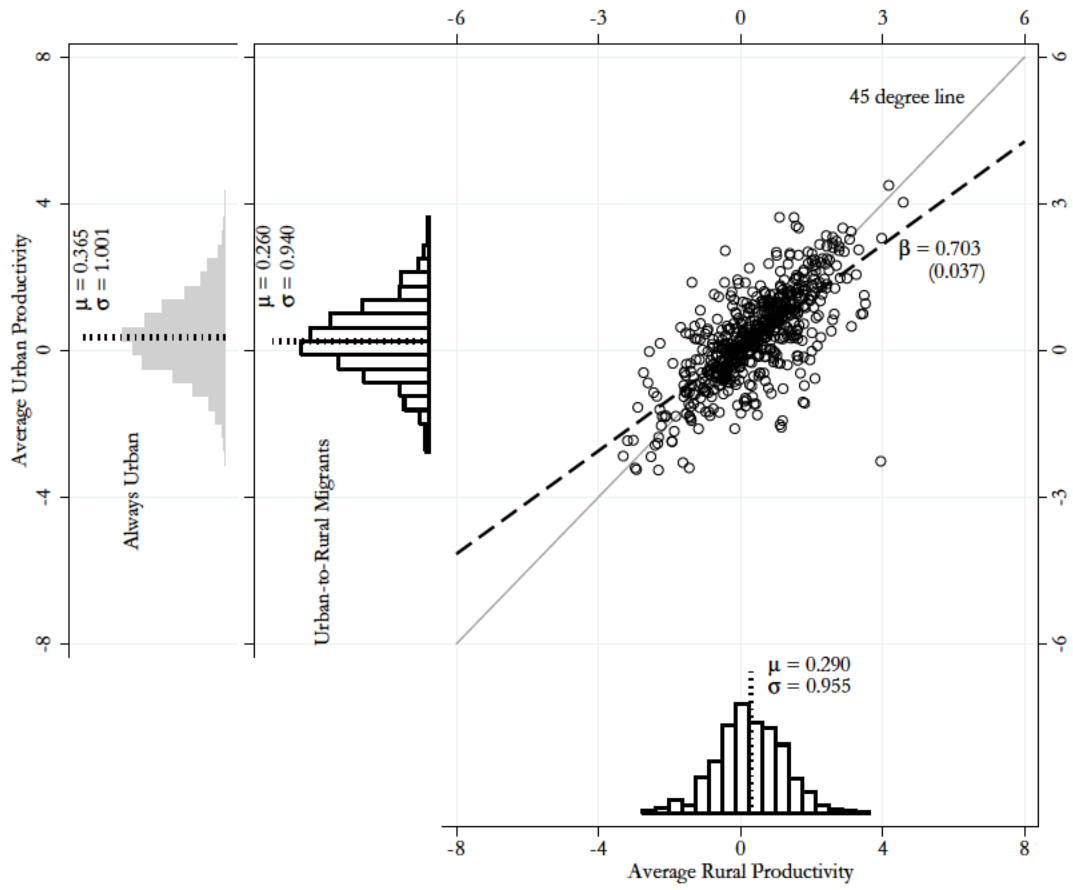 -6 -3 0 3 6
8 4 0 -4 -8
Average Urban Productivity
μ = 0.365
σ = 1.001
Always Urban
μ = 0.260
σ = 0.940
Urban-to-Rural Migrants
45 degree line
β = 0.703
(0.037)
6 3 0 -3 -6
μ = 0.290
σ = 0.955
-8 -4 0 4 8
Average Rural Productivity